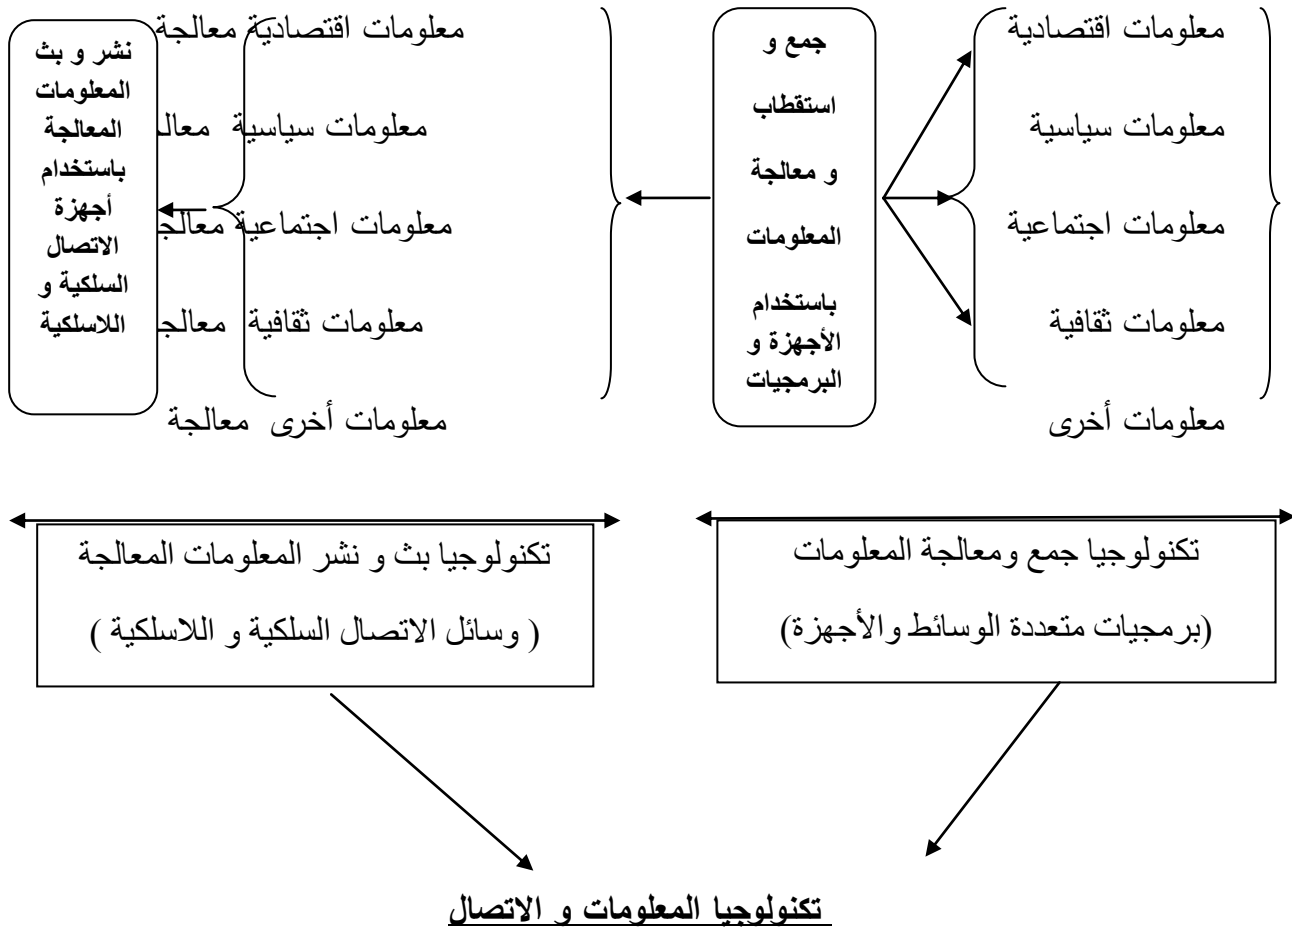 معلومات اقتصادية
معلومات سياسية
معلومات اجتماعية
معلومات ثقافية
معلومات أخرى
جمع و
استقطاب
و معالجة
المعلومات
باستخدام
الأجهزة و
البرمجيات
معلومات اقتصادية معالجة
معلومات سياسية
معلومات اجتماعية
معلومات ثقافية
معلومات أخرى معالجة
نشر و بث
المعلومات
المعالجة
باستخدام
أجهزة
الاتصال
السلكية و
اللاسلكية
تكنولوجيا جمع ومعالجة المعلومات
(برمجيات متعددة الوسائط والأجهزة)
تكنولوجيا بث و نشر المعلومات المعالجة
( وسائل الاتصال السلكية و اللاسلكية )
تكنولوجيا المعلومات و الاتصال